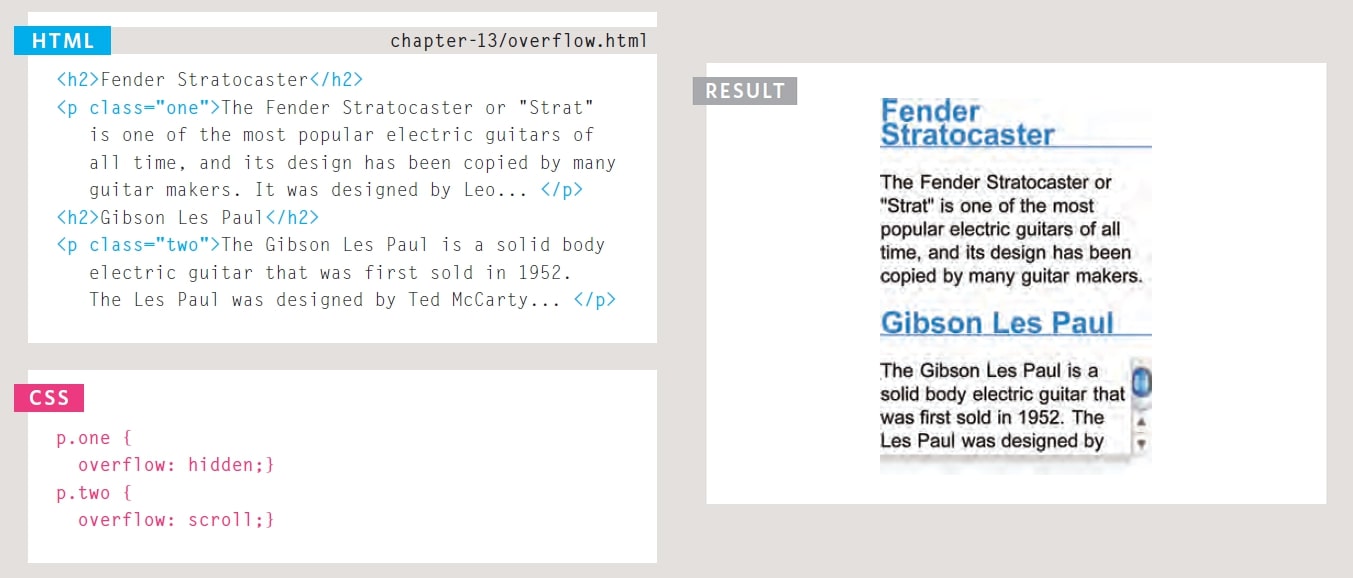 HTML
chapter-13/overflow.html
<h2>Fender Stratocaster</h2>
<p class="one">The Fender Stratocaster or "Strat"
is one of the most popular electric guitars of
all time, and its design has been copied by many
guitar makers. It was designed by Leo... </p>
<h2>Gibson Les Paul</h2>
<p class="two">The Gibson Les Paul is a solid body
electric guitar that was first sold in 1952.
The Les Paul was designed by Ted McCarty... </p>
CSS
p.one {
overflow: hidden;}
p.two {
overflow: scroll;}
RESULT
Fender
Stratocaster
The Fender Stratocaster or
"Strat" is one of the most
popular electric guitars of all
time, and its design has been
copied by many guitar makers.
Gibson Les Paul
The Gibson Les Paul is a
solid body electric guitar that
was first sold in 1952. The
Les Paul was designed by